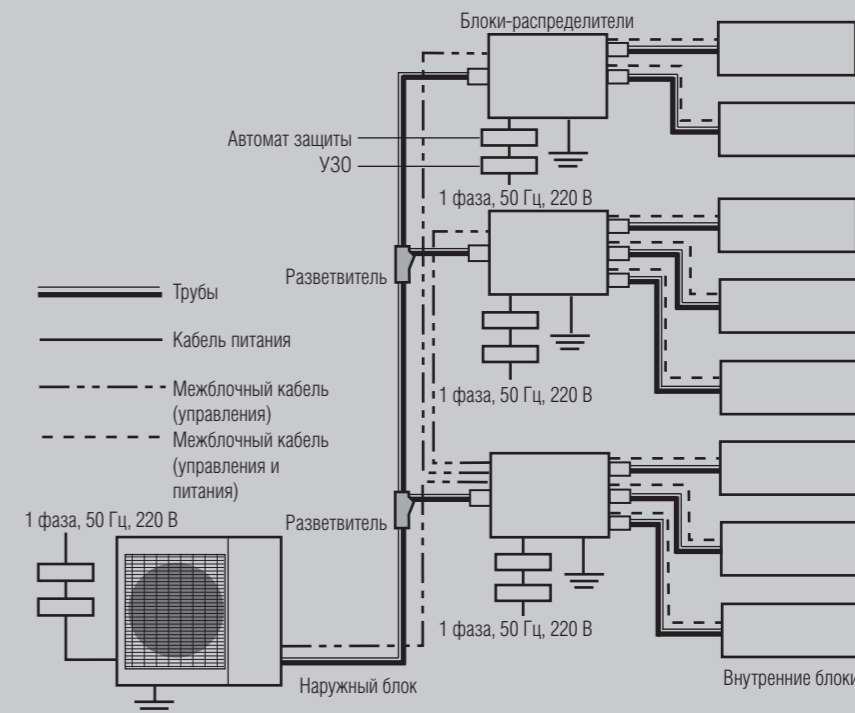 Блоки-распределители
Автомат защиты
УЗО
1 фаза, 50 Гц, 220 В
Разветвитель
Трубы
Кабель питания
1 фаза, 50 Гц, 220 В
Межблочный кабель
(управления)
Межблочный кабель
(управления и
питания)
1 фаза, 50 Гц, 220 В
Разветвитель
1 фаза, 50 Гц, 220 В
Наружный блок
Внутренние блоки